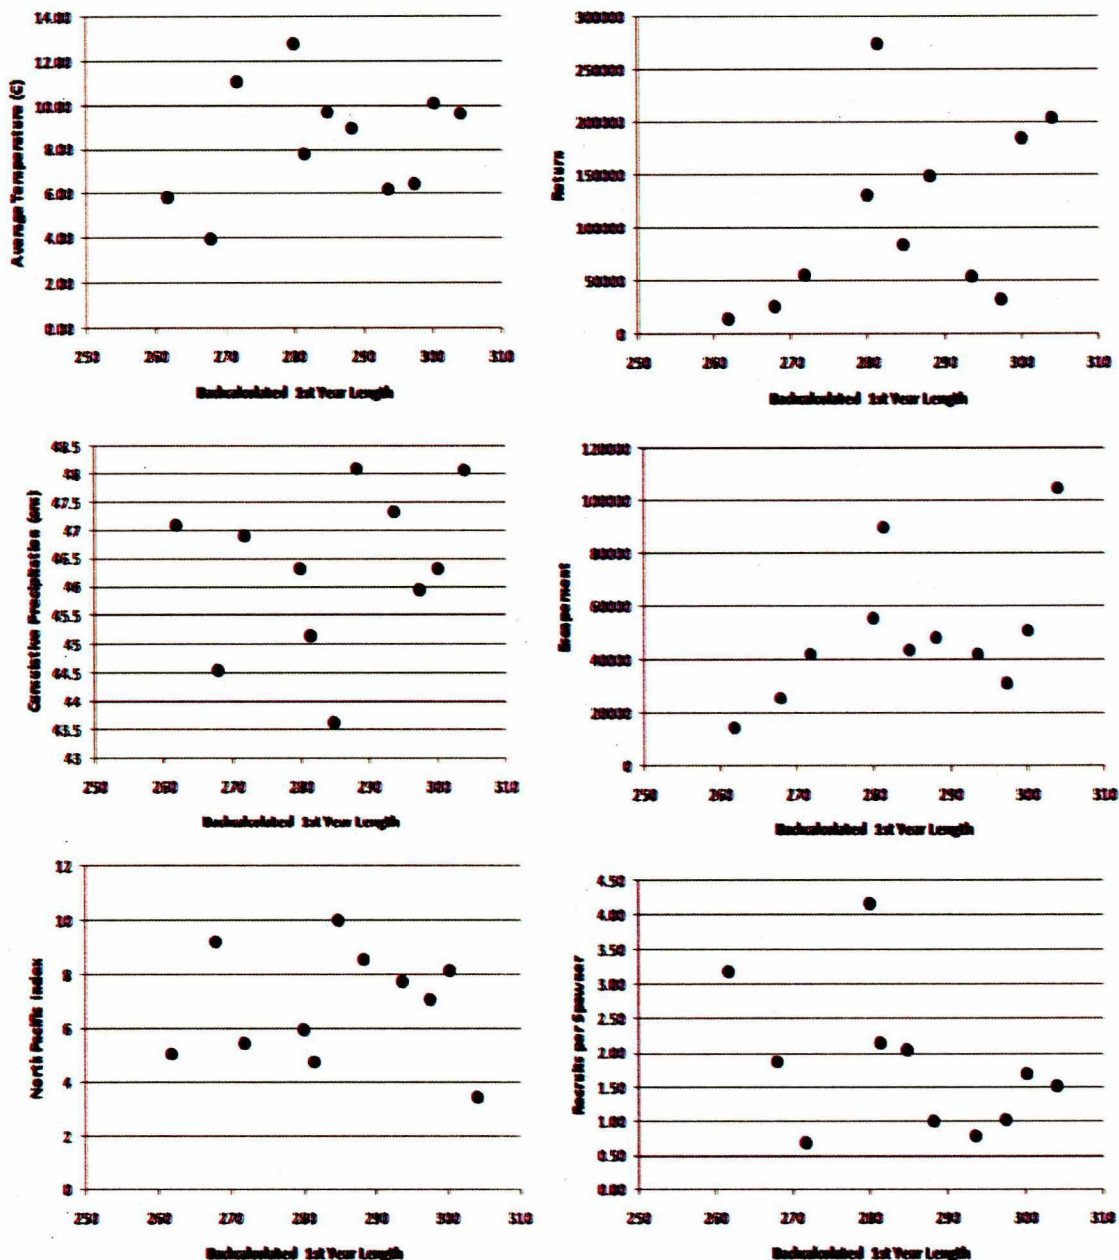 14.00
12.00
10.00
8.00
6.00
4.00
2.00
0.00
Average Temperature (C)
250 260 270 280 290 300 310
Backcalculated 1st Year Length
300000
250000
200000
150000
100000
50000
0
Return
250 260 270 280 290 300 310
Backcalculated 1st Year Length
48.5
48
47.5
47
46.5
46
45.5
45
44.5
44
43.5
43
Cumulative Precipitation (cm)
250 260 270 280 290 300 310
Backcalculated 1st Year Length
120000
100000
80000
60000
40000
20000
0
Escapement
250 260 270 280 290 300 310
Backcalculated 1st Year Length
12
10
8
6
4
2
0
North Pacific Index
250 260 270 280 290 300 310
Backcalculated 1st Year Length
4.50
4.00
3.50
3.00
2.50
2.00
1.50
1.00
0.50
0.00
Recruits per Spawner
250 260 270 280 290 300 310
Backcalculated 1st Year Length